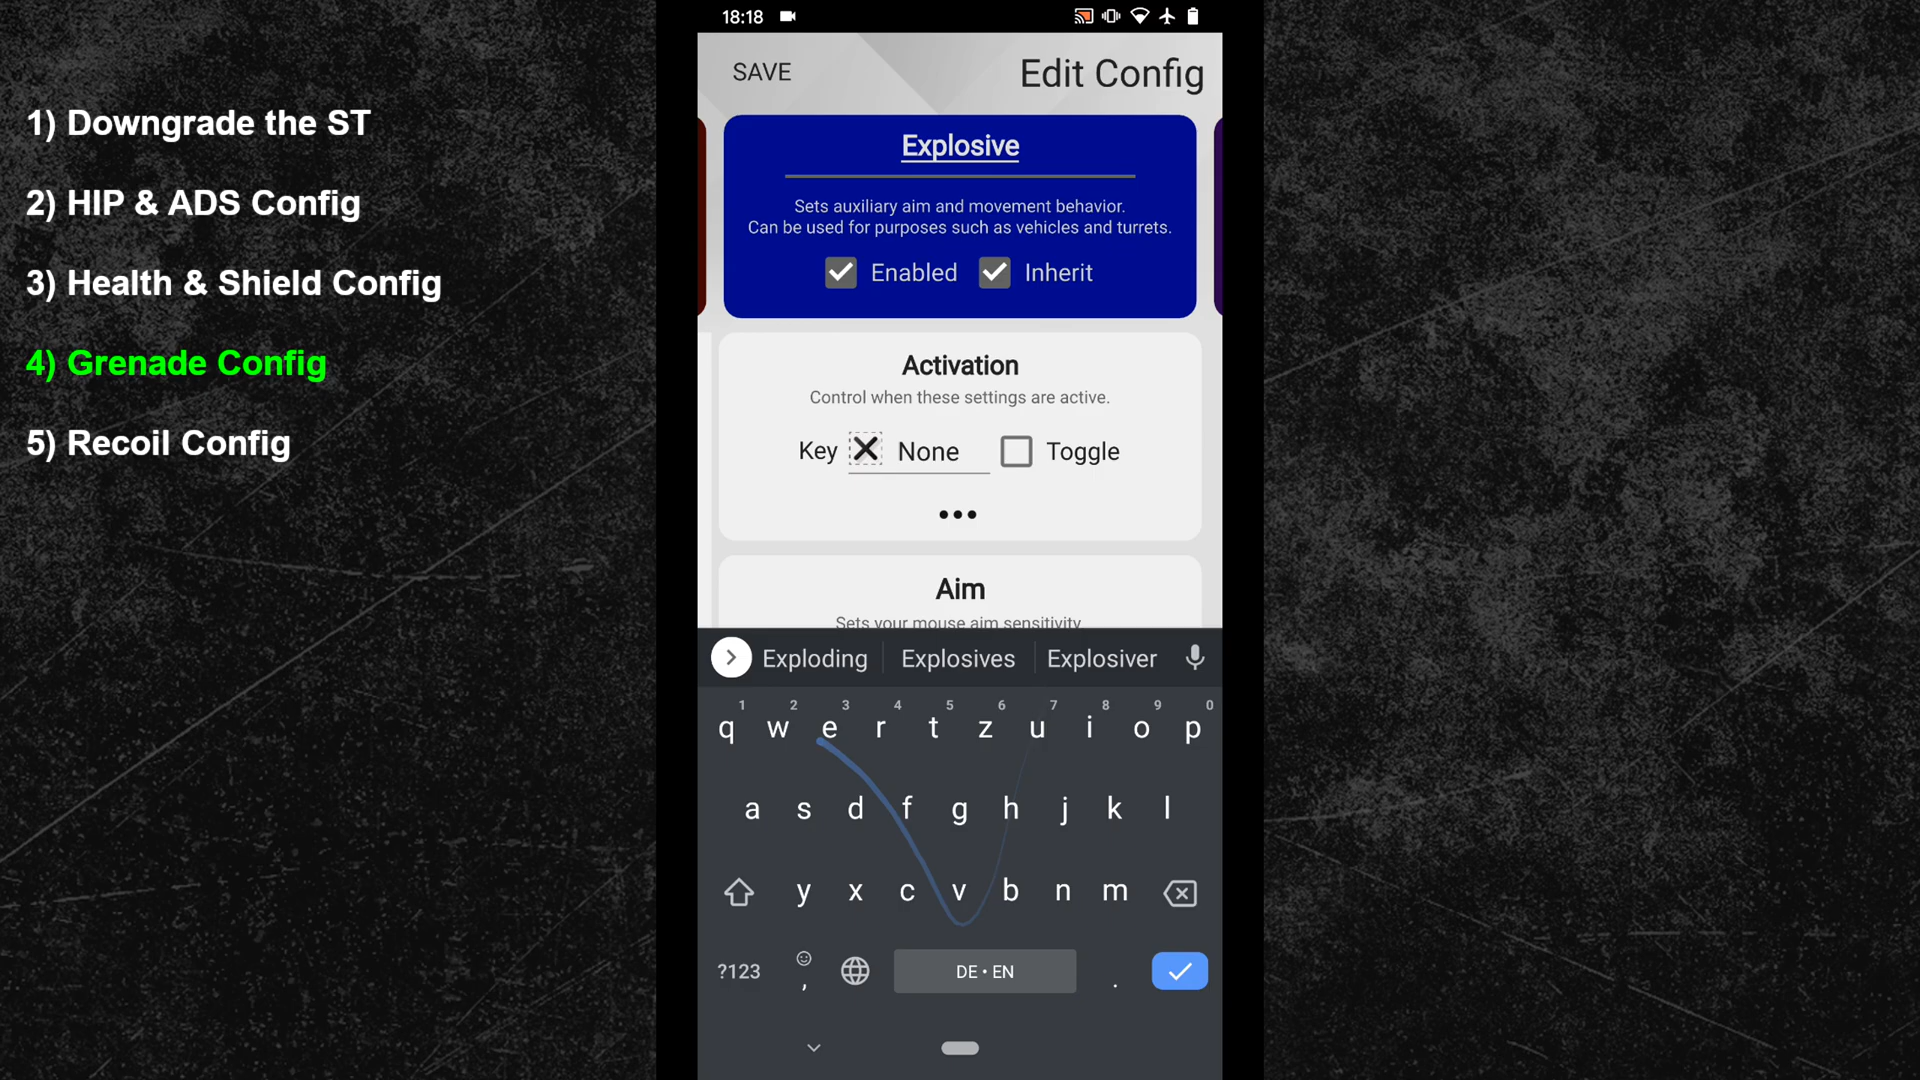 1) Downgrade the ST
2) HIP & ADS Config
3) Health & Shield Config
4) Grenade Config
5) Recoil Config
18:18
SAVE
Edit Config
Explosive
Sets auxiliary aim and movement behavior.
Can be used for purposes such as vehicles and turrets.
Enabled Inherit
Activation
Control when these settings are active.
Key None Toggle
•••
Aim
Sets your mouse aim sensitivity
Exploding Explosives Explosiver
1 2 3 4 5 6 7 8 9 0
q w e r t z u i o p
a s d f g h j k l
y x c v b n m
?123 , DE • EN .